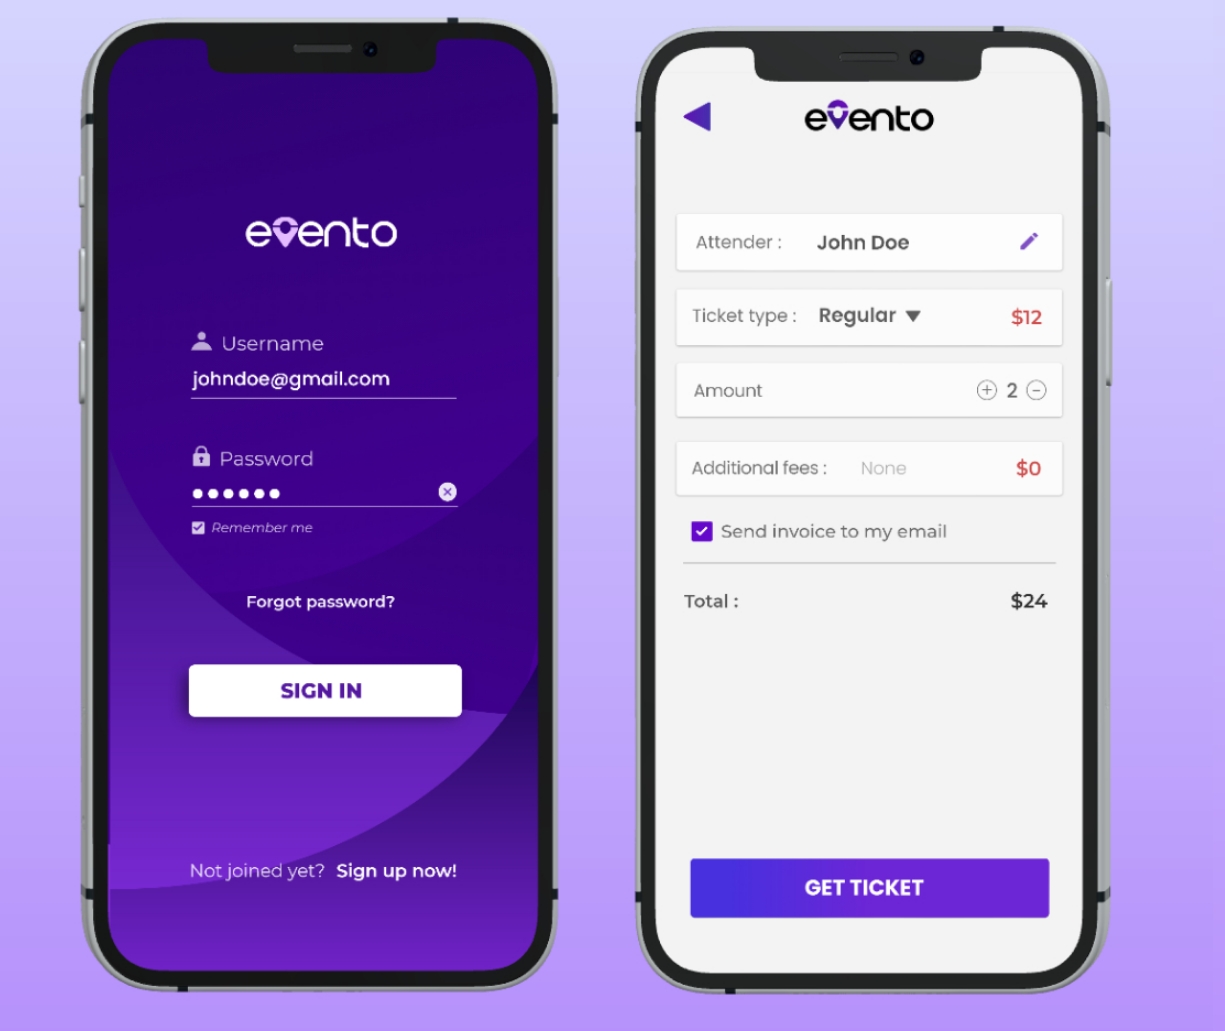 evento
Username
johndoe@gmail.com
Password
Remember me
Forgot password?
SIGN IN
Not joined yet? Sign up now!
evento
Attender : John Doe
Ticket type : Regular $12
Amount 2
Additional fees : None $0
Send invoice to my email
Total : $24
GET TICKET